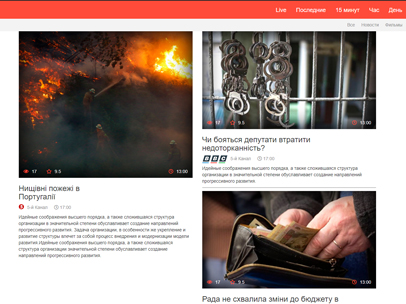 Live Последние 15 минут Час День
Все Новости Фильмы
17 9.5 13:00
Нищівні пожежі в
Португалії
5-й Канал 17:00
Идейные соображения высшего порядка, а также сложившаяся структура
организации в значительной степени обуславливает создание направлений
прогрессивного развития. Задача организации, в особенности же укрепление и
развитие структуры влечет за собой процесс внедрения и модернизации модели
развития.Идейные соображения высшего порядка, а также сложившаяся
структура организации в значительной степени обуславливает создание
направлений прогрессивного развития.
17 9.5 13:00
Чи бояться депутати втратити
недоторканність?
BBC 5-й Канал 17:00
Идейные соображения высшего порядка, а также сложившаяся структура
организации в значительной степени обуславливает создание направлений
прогрессивного развития.
17 9.5 13:00
Рада не схвалила зміни до бюджету в